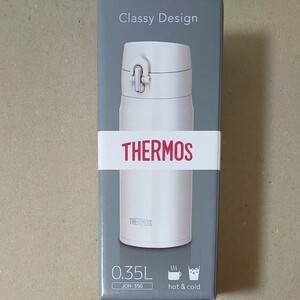 Classy Design
THERMOS
THERMOS
0.35L
JOH-350
hot & cold